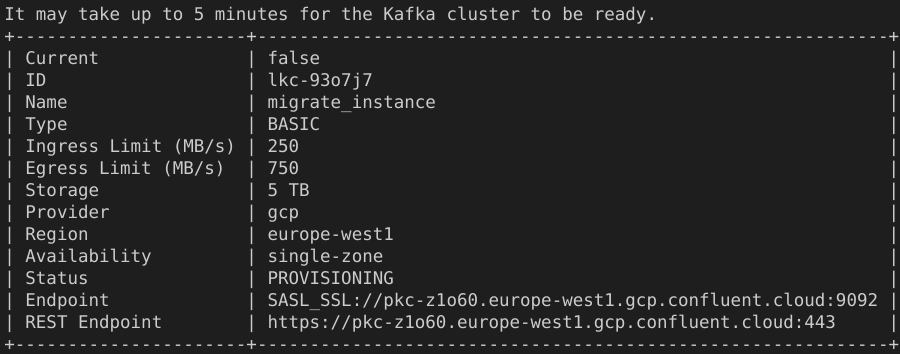 It may take up to 5 minutes for the Kafka cluster to be ready.
+----------------------+------------------------------------------------------------+
| Current              | false                                                      |
| ID                   | lkc-93o7j7                                                 |
| Name                 | migrate_instance                                           |
| Type                 | BASIC                                                      |
| Ingress Limit (MB/s) | 250                                                        |
| Egress Limit (MB/s)  | 750                                                        |
| Storage              | 5 TB                                                       |
| Provider             | gcp                                                        |
| Region               | europe-west1                                               |
| Availability         | single-zone                                                |
| Status               | PROVISIONING                                               |
| Endpoint             | SASL_SSL://pkc-z1o60.europe-west1.gcp.confluent.cloud:9092 |
| REST Endpoint        | https://pkc-z1o60.europe-west1.gcp.confluent.cloud:443     |
+----------------------+------------------------------------------------------------+